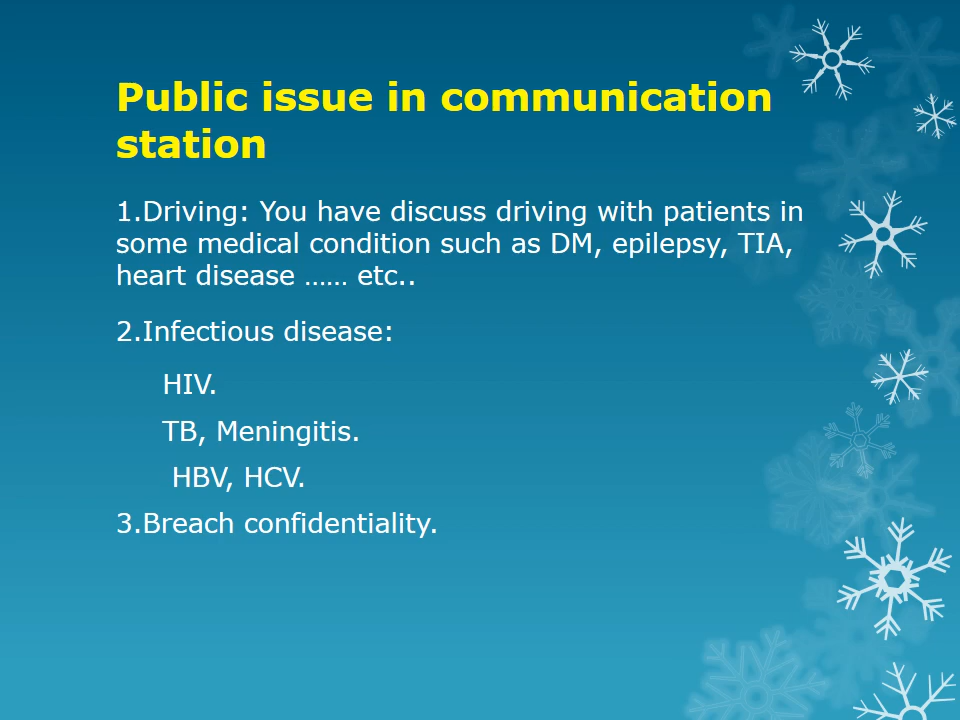 Public issue in communication
station
1.Driving: You have discuss driving with patients in
some medical condition such as DM, epilepsy, TIA,
heart disease …… etc..
2.Infectious disease:
HIV.
TB, Meningitis.
HBV, HCV.
3.Breach confidentiality.